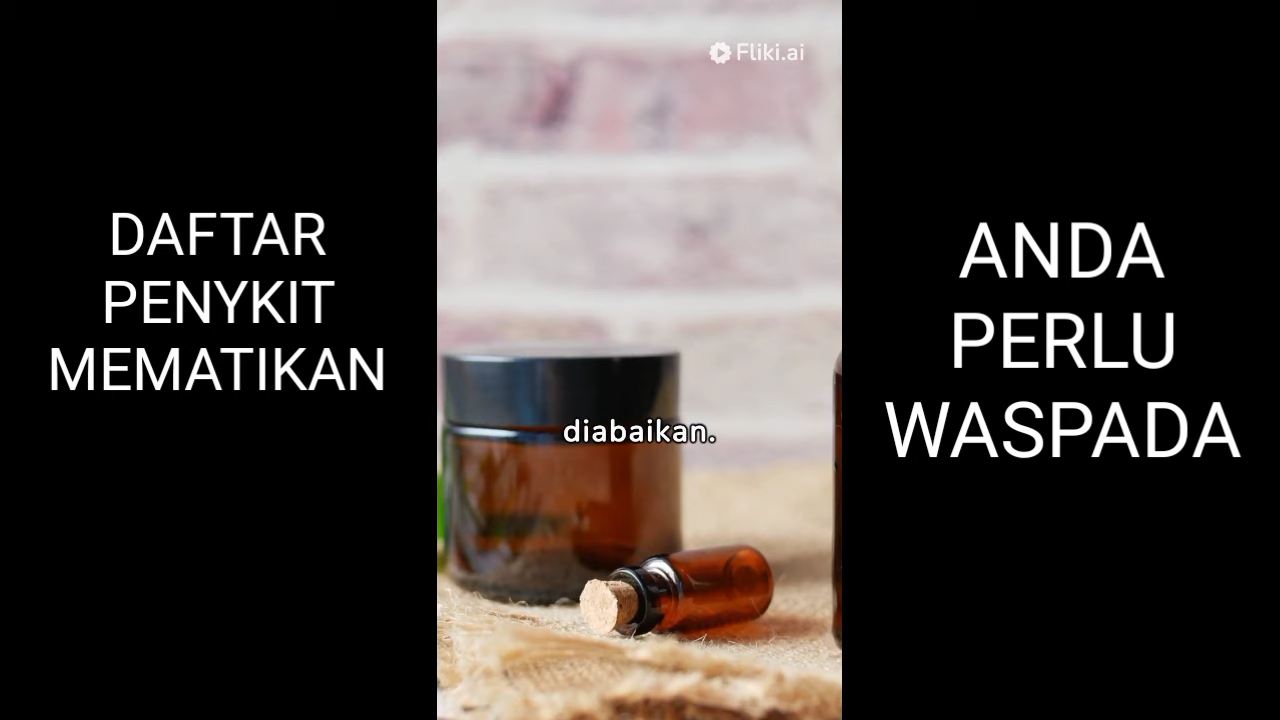 DAFTAR
PENYKIT
MEMATIKAN
Fliki.ai
diabaikan.
ANDA
PERLU
WASPADA